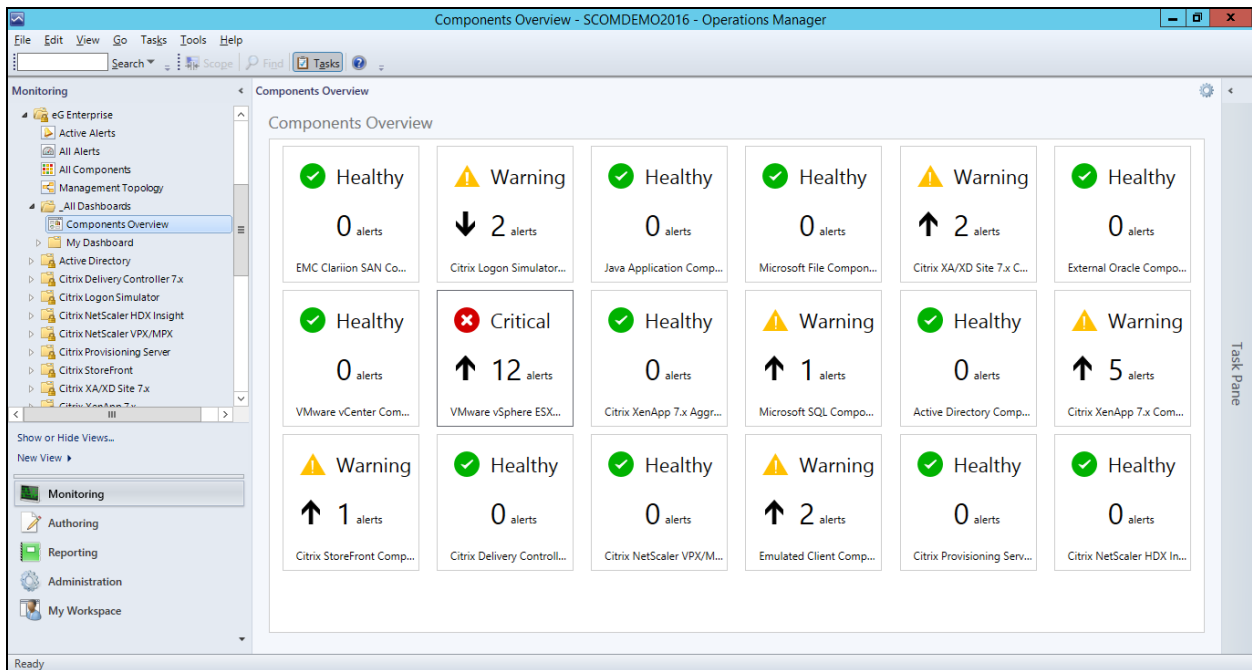 Components Overview - SCOMDEMO2016 - Operations Manager
File Edit View Go Tasks Tools Help
Search Scope Find Tasks
Monitoring
eG Enterprise
Active Alerts
All Alerts
All Components
Management Topology
_All Dashboards
Components Overview
My Dashboard
Active Directory
Citrix Delivery Controller 7.x
Citrix Logon Simulator
Citrix NetScaler HDX Insight
Citrix NetScaler VPX/MPX
Citrix Provisioning Server
Citrix StoreFront
Citrix XA/XD Site 7.x
Citrix XenApp 7.x
Show or Hide Views...
New View
Monitoring
Authoring
Reporting
Administration
My Workspace
Components Overview
Components Overview
Healthy Warning Healthy Healthy Warning Healthy
0 alerts 2 alerts 0 alerts 0 alerts 2 alerts 0 alerts
EMC Clariion SAN Co... Citrix Logon Simulator... Java Application Comp... Microsoft File Compon... Citrix XA/XD Site 7.x C... External Oracle Compo...
Healthy Critical Healthy Warning Healthy Warning
0 alerts 12 alerts 0 alerts 1 alerts 0 alerts 5 alerts
VMware vCenter Com... VMware vSphere ESX... Citrix XenApp 7.x Aggr... Microsoft SQL Compo... Active Directory Comp... Citrix XenApp 7.x Com...
Warning Healthy Healthy Warning Healthy Healthy
1 alerts 0 alerts 0 alerts 2 alerts 0 alerts 0 alerts
Citrix StoreFront Comp... Citrix Delivery Controll... Citrix NetScaler VPX/M... Emulated Client Comp... Citrix Provisioning Serv... Citrix NetScaler HDX In...
Task Pane
Ready